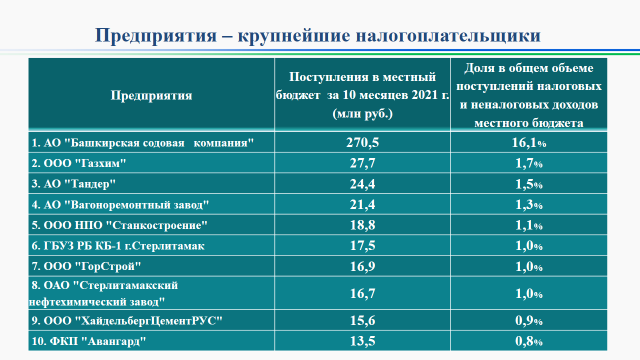 Предприятия – крупнейшие налогоплательщики
Предприятия
Поступления в местный
бюджет за 10 месяцев 2021 г.
(млн руб.)
Доля в общем объеме
поступлений налоговых
и неналоговых доходов
местного бюджета
1. АО "Башкирская содовая компания" 270,5 16,1%
2. ООО "Газхим" 27,7 1,7%
3. АО "Тандер" 24,4 1,5%
4. АО "Вагоноремонтный завод" 21,4 1,3%
5. ООО НПО "Станкостроение" 18,8 1,1%
6. ГБУЗ РБ КБ-1 г.Стерлитамак 17,5 1,0%
7. ООО "ГорСтрой" 16,9 1,0%
8. ОАО "Стерлитамакский
нефтехимический завод" 16,7 1,0%
9. ООО "ХайдельбергЦементРУС" 15,6 0,9%
10. ФКП "Авангард" 13,5 0,8%